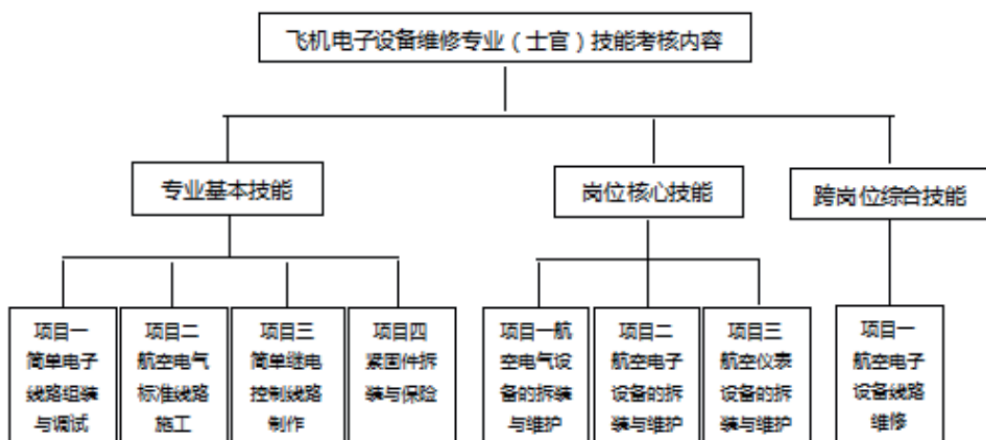 飞机电子设备维修专业（士官）技能考核内容
专业基本技能
岗位核心技能
跨岗位综合技能
项目一
简单电子
线路组装
与调试
项目二
航空电气
标准线路
施工
项目三
简单继电
控制线路
制作
项目四
紧固件拆
装与保险
项目一航
空电气设
备的拆装
与维护
项目二
航空电子
设备的拆
装与维护
项目三
航空仪表
设备的拆
装与维护
项目一
航空电子
设备线路
维修